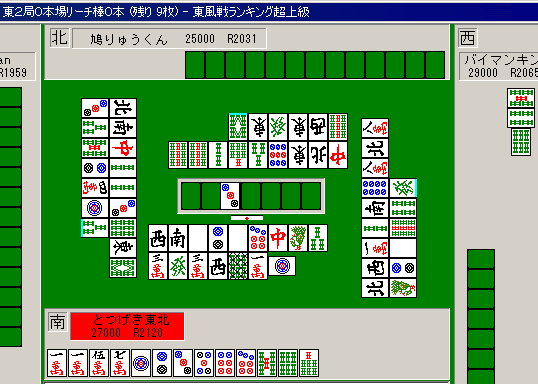 東2局0本場リーチ棒0本 (残り 9枚) - 東風戦ランキング超上級
北 鳩りゅうくん 25000 R2031
西
an
R1959
バイマンキン
29000 R2065
南 とつげき東北
27000 R2120